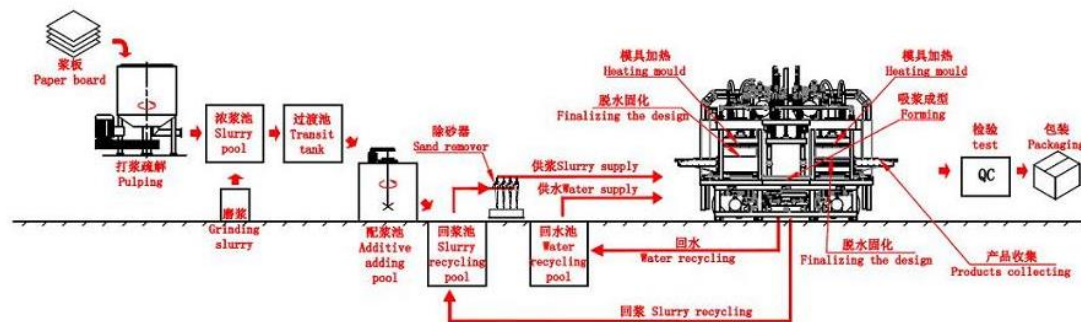 浆板
Paper board
打浆疏解
Pulping
浓浆池
Slurry
pool
磨浆
Grinding
slurry
过渡池
Transit
tank
配浆池
Additive
adding
pool
除砂器
Sand remover
回浆池
Slurry
recycling
pool
供浆Slurry supply
供水Water supply
回水池
Water
recycling
pool
回水
Water recycling
回浆 Slurry recycling
模具加热
Heating mould
脱水固化
Finalizing the design
模具加热
Heating mould
吸浆成型
Forming
脱水固化
Finalizing the design
产品收集
Products collecting
检验
test
QC
包装
Packaging